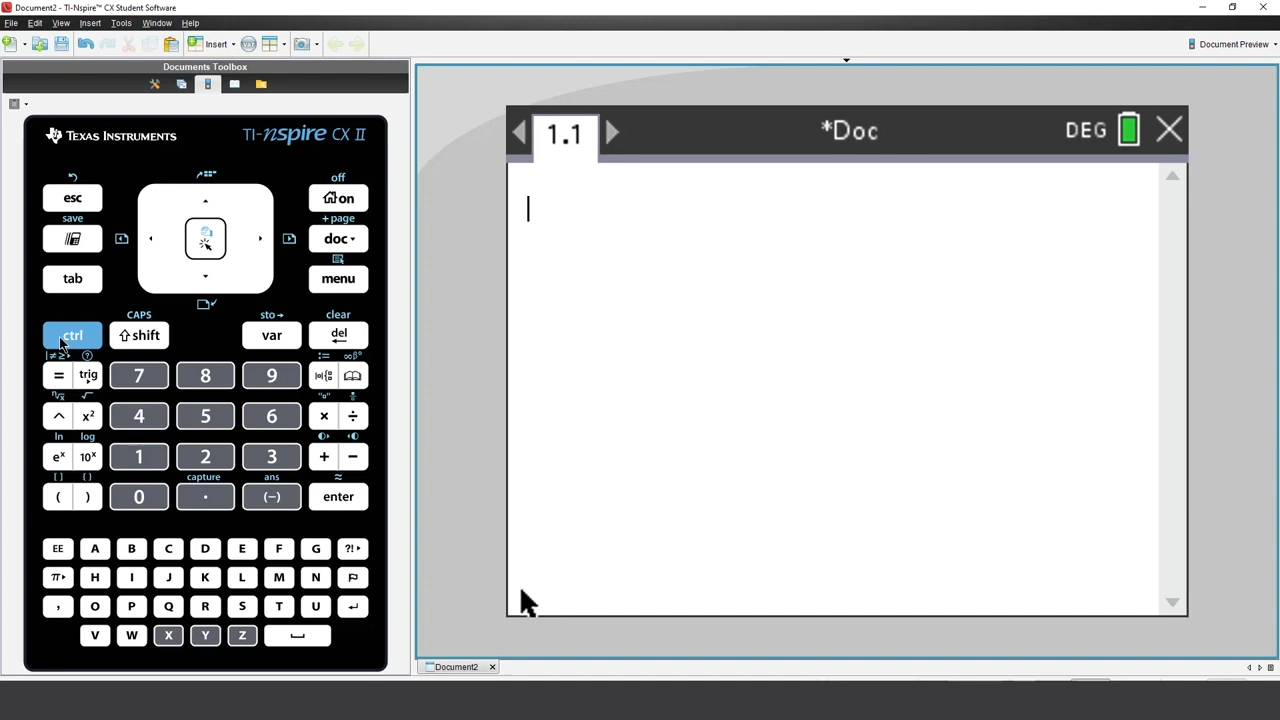 Document2 - TI-Nspire™ CX Student Software
File Edit View Insert Tools Window Help
Insert
Document Preview
Documents Toolbox
TEXAS INSTRUMENTS TI-nspire CX II
off
esc
on
save
+ page
doc
tab
menu
CAPS sto→ clear
ctrl shift var del
|≠≥▸ ? := ∞β°
= trig 7 8 9 |▫|{
ⁿ√x √
^ x² 4 5 6 × ÷
ln log
eˣ 10ˣ 1 2 3 + −
[ ] { } capture ans ≈
( ) 0 . (−) enter
EE A B C D E F G ?!▸
π▸ H I J K L M N
, O P Q R S T U
V W X Y Z
1.1 *Doc DEG
Document2